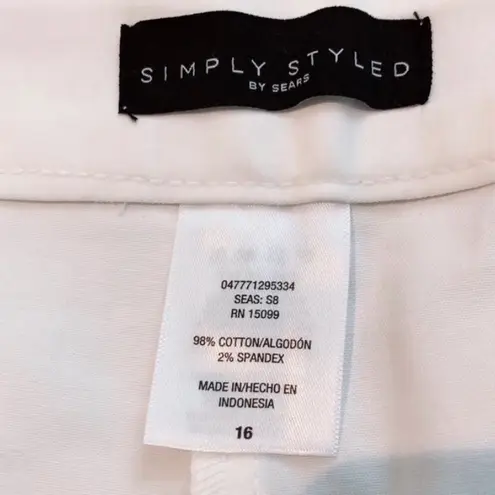 SIMPLY STYLED
BY SEARS
047771295334
SEAS: S8
RN 15099
98% COTTON/ALGODÓN
2% SPANDEX
MADE IN/HECHO EN
INDONESIA
16